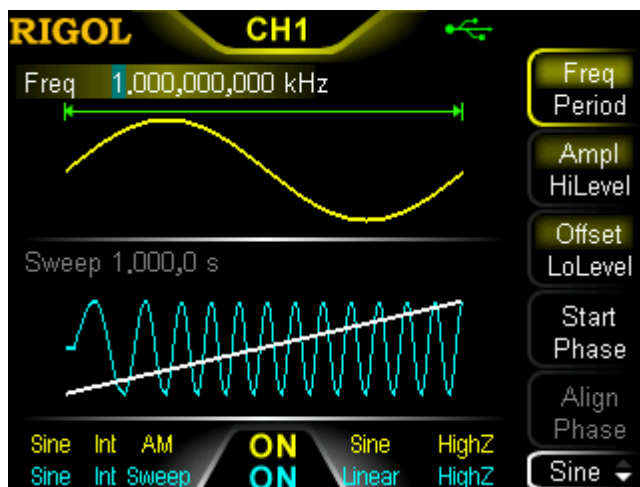 RIGOL CH1
Freq 1.000,000,000 kHz
Sweep 1.000,0 s
Freq
Period
Ampl
HiLevel
Offset
LoLevel
Start
Phase
Align
Phase
Sine
Sine Int AM ON Sine HighZ
Sine Int Sweep ON Linear HighZ